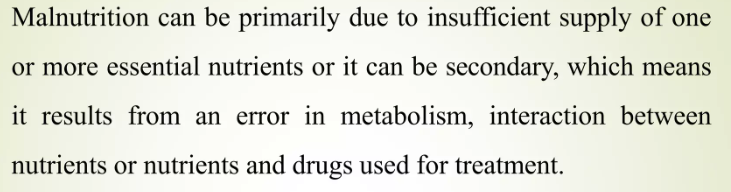 Malnutrition can be primarily due to insufficient supply of one
or more essential nutrients or it can be secondary, which means
it results from an error in metabolism, interaction between
nutrients or nutrients and drugs used for treatment.